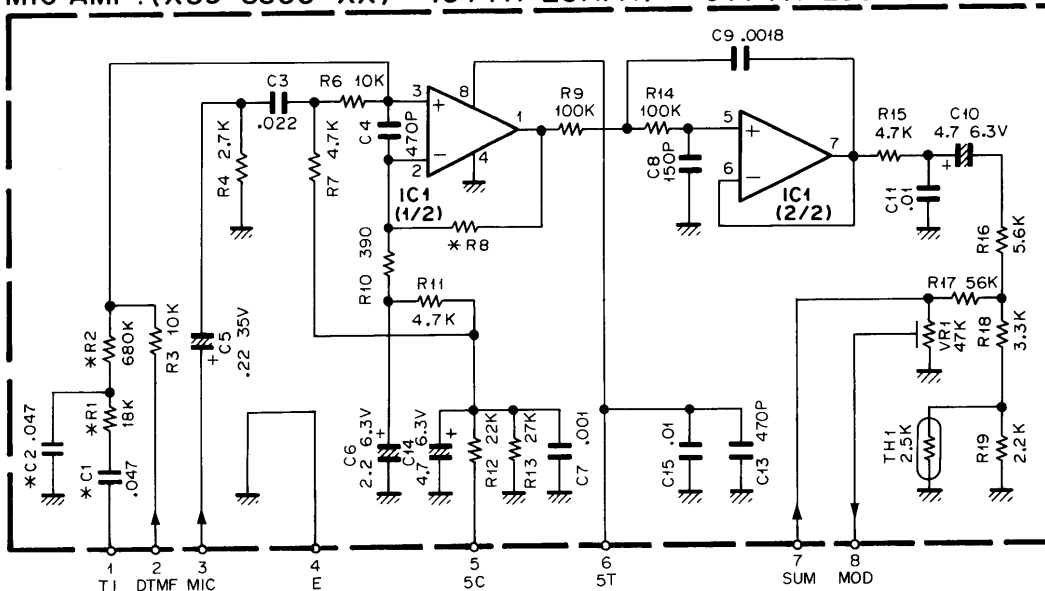 MIC AMP.
C9 .0018
C3
.022
R6 10K
R4 2.7K
R7 4.7K
C4 470P
3
+
8
1
−
2
4
IC1
(1/2)
R9
100K
R14
100K
C8 150P
5
+
6
−
7
IC1
(2/2)
R15
4.7K
C10
4.7 6.3V
+
C11 .01
R16
5.6K
*R8
R10 390
R11
4.7K
R17 56K
VR1
47K
R18
3.3K
*R2
680K
R3 10K
C5
.22 35V
+
*R1
18K
*C2 .047
*C1
.047
C6
2.2 6.3V
+
C14
4.7 6.3V
+
R12 22K
R13 27K
C7 .001
C15 .01
C13 470P
TH1
2.5K
R19
2.2K
1 2 3 4 5 6 7 8
TI DTMF MIC E 5C 5T SUM MOD